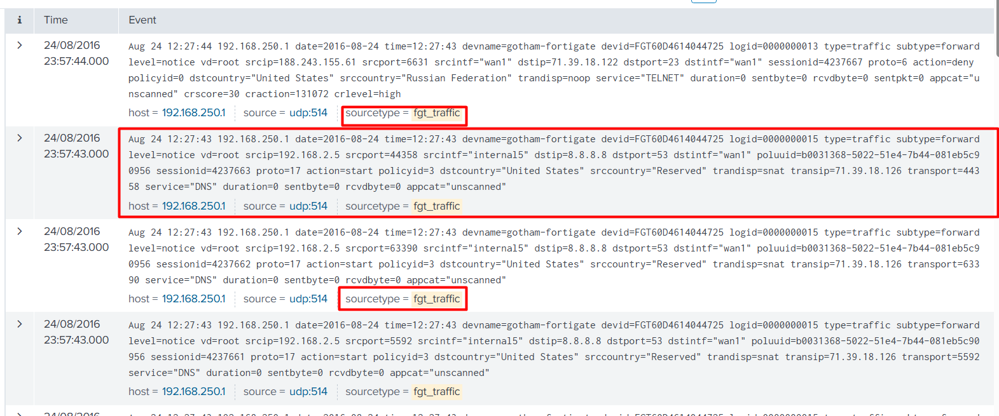 i Time Event
24/08/2016 Aug 24 12:27:44 192.168.250.1 date=2016-08-24 time=12:27:43 devname=gotham-fortigate devid=FGT60D4614044725 logid=0000000013 type=traffic subtype=forward
23:57:44.000 level=notice vd=root srcip=188.243.155.61 srcport=6631 srcintf="wan1" dstip=71.39.18.122 dstport=23 dstintf="wan1" sessionid=4237667 proto=6 action=deny
policyid=0 dstcountry="United States" srccountry="Russian Federation" trandisp=noop service="TELNET" duration=0 sentbyte=0 rcvdbyte=0 sentpkt=0 appcat="u
nscanned" crscore=30 craction=131072 crlevel=high
host = 192.168.250.1 source = udp:514 sourcetype = fgt_traffic
24/08/2016 Aug 24 12:27:43 192.168.250.1 date=2016-08-24 time=12:27:43 devname=gotham-fortigate devid=FGT60D4614044725 logid=0000000015 type=traffic subtype=forward
23:57:43.000 level=notice vd=root srcip=192.168.2.5 srcport=44358 srcintf="internal5" dstip=8.8.8.8 dstport=53 dstintf="wan1" poluuid=b0031368-5022-51e4-7b44-081eb5c9
0956 sessionid=4237663 proto=17 action=start policyid=3 dstcountry="United States" srccountry="Reserved" trandisp=snat transip=71.39.18.126 transport=443
58 service="DNS" duration=0 sentbyte=0 rcvdbyte=0 appcat="unscanned"
host = 192.168.250.1 source = udp:514 sourcetype = fgt_traffic
24/08/2016 Aug 24 12:27:43 192.168.250.1 date=2016-08-24 time=12:27:43 devname=gotham-fortigate devid=FGT60D4614044725 logid=0000000015 type=traffic subtype=forward
23:57:43.000 level=notice vd=root srcip=192.168.2.5 srcport=63390 srcintf="internal5" dstip=8.8.8.8 dstport=53 dstintf="wan1" poluuid=b0031368-5022-51e4-7b44-081eb5c9
0956 sessionid=4237662 proto=17 action=start policyid=3 dstcountry="United States" srccountry="Reserved" trandisp=snat transip=71.39.18.126 transport=633
90 service="DNS" duration=0 sentbyte=0 rcvdbyte=0 appcat="unscanned"
host = 192.168.250.1 source = udp:514 sourcetype = fgt_traffic
24/08/2016 Aug 24 12:27:43 192.168.250.1 date=2016-08-24 time=12:27:43 devname=gotham-fortigate devid=FGT60D4614044725 logid=0000000015 type=traffic subtype=forward
23:57:43.000 level=notice vd=root srcip=192.168.2.5 srcport=5592 srcintf="internal5" dstip=8.8.8.8 dstport=53 dstintf="wan1" poluuid=b0031368-5022-51e4-7b44-081eb5c90
956 sessionid=4237661 proto=17 action=start policyid=3 dstcountry="United States" srccountry="Reserved" trandisp=snat transip=71.39.18.126 transport=5592
service="DNS" duration=0 sentbyte=0 rcvdbyte=0 appcat="unscanned"
host = 192.168.250.1 source = udp:514 sourcetype = fgt_traffic